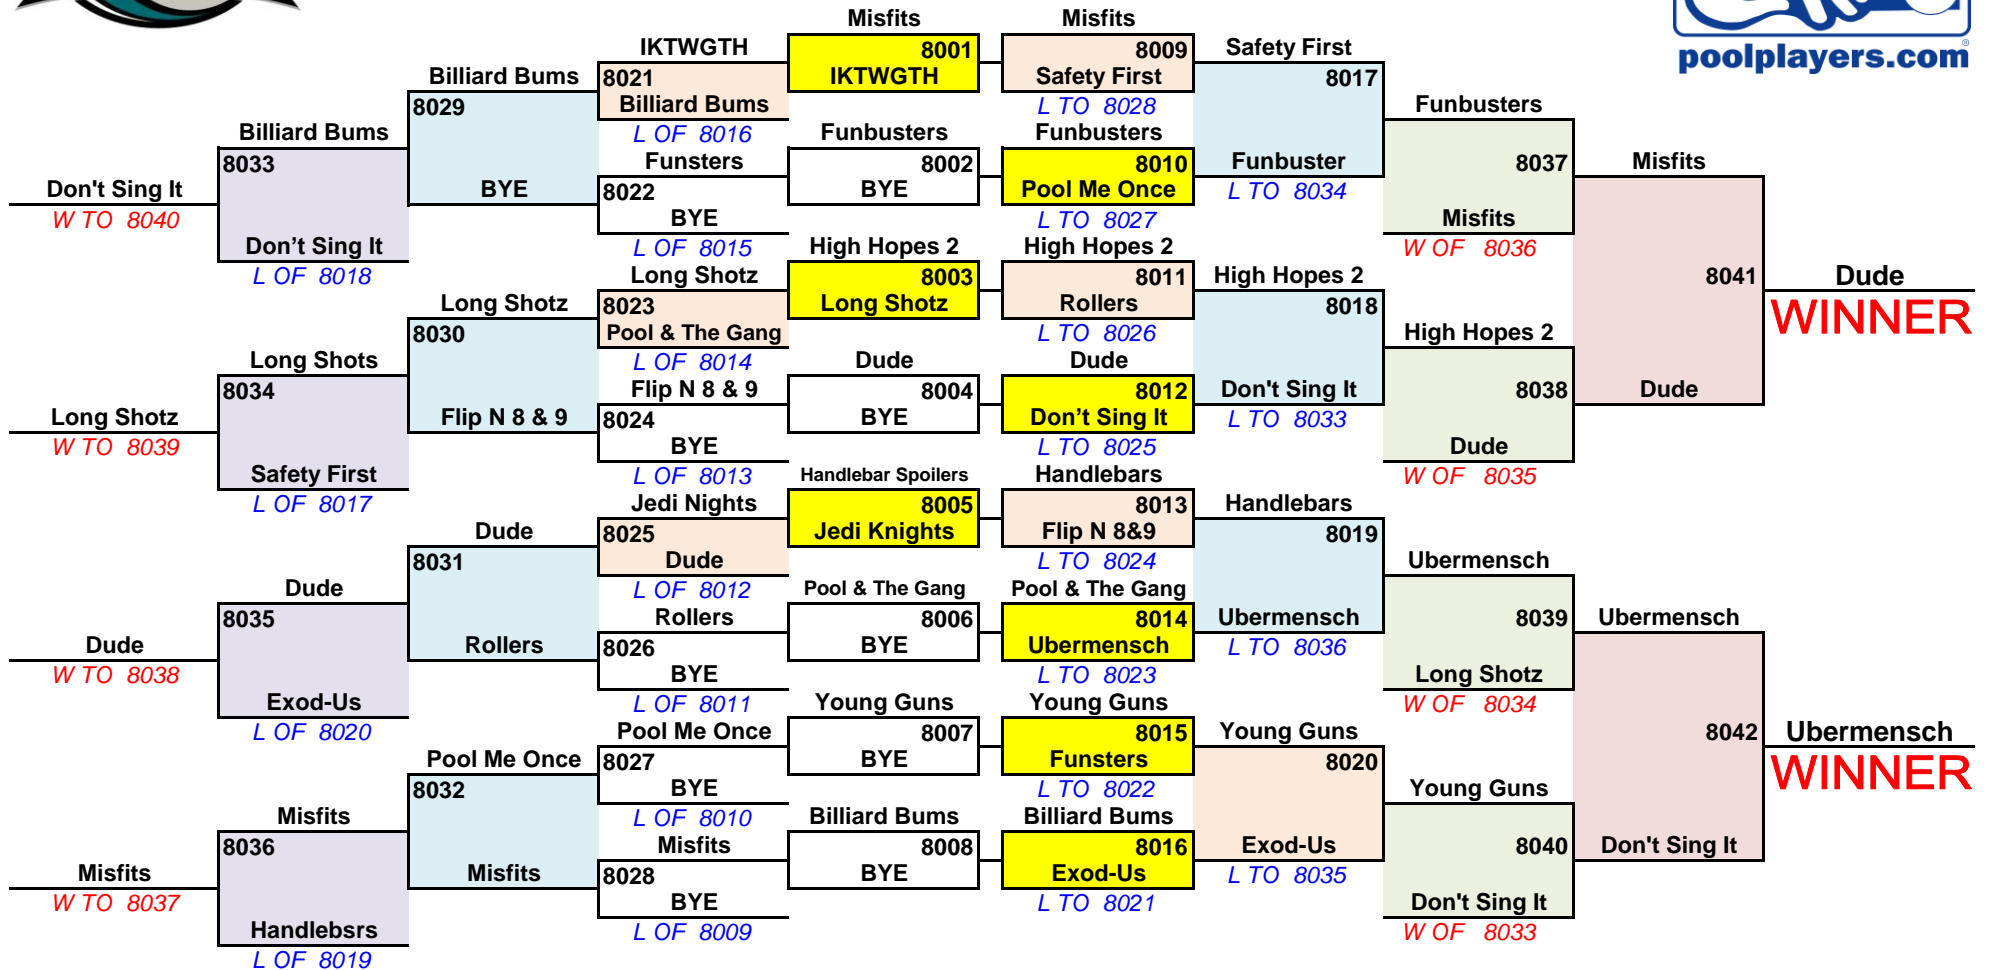 Misfits Misfits
IKTWGTH 8001 8009 Safety First
Billiard Bums 8021 IKTWGTH Safety First 8017 poolplayers.com
8029 Billiard Bums L TO 8028 Funbusters
Billiard Bums L OF 8016 Funbusters Funbusters
8033 Funsters 8002 8010 Funbuster 8037 Misfits
Don't Sing It BYE 8022 BYE Pool Me Once L TO 8034
W TO 8040 BYE L TO 8027 Misfits
Don’t Sing It L OF 8015 High Hopes 2 High Hopes 2 W OF 8036
L OF 8018 Long Shotz 8003 8011 High Hopes 2 8041 Dude
Long Shotz 8023 Long Shotz Rollers 8018 WINNER
8030 Pool & The Gang L TO 8026 High Hopes 2
Long Shots L OF 8014 Dude Dude
8034 Flip N 8 & 9 8004 8012 Don't Sing It 8038 Dude
Long Shotz Flip N 8 & 9 8024 BYE Don’t Sing It L TO 8033
W TO 8039 BYE L TO 8025 Dude
Safety First L OF 8013 Handlebar Spoilers Handlebars W OF 8035
L OF 8017 Jedi Nights 8005 8013 Handlebars
Dude 8025 Jedi Knights Flip N 8&9 8019
8031 Dude L TO 8024 Ubermensch
Dude L OF 8012 Pool & The Gang Pool & The Gang
8035 Rollers 8006 8014 Ubermensch 8039 Ubermensch
Dude Rollers 8026 BYE Ubermensch L TO 8036
W TO 8038 BYE L TO 8023 Long Shotz
Exod-Us L OF 8011 Young Guns Young Guns W OF 8034
L OF 8020 Pool Me Once 8007 8015 Young Guns 8042 Ubermensch
Pool Me Once 8027 BYE Funsters 8020 WINNER
8032 BYE L TO 8022 Young Guns
Misfits L OF 8010 Billiard Bums Billiard Bums
8036 Misfits 8008 8016 Exod-Us 8040 Don't Sing It
Misfits Misfits 8028 BYE Exod-Us L TO 8035
W TO 8037 BYE L TO 8021 Don't Sing It
Handlebsrs L OF 8009 W OF 8033
L OF 8019